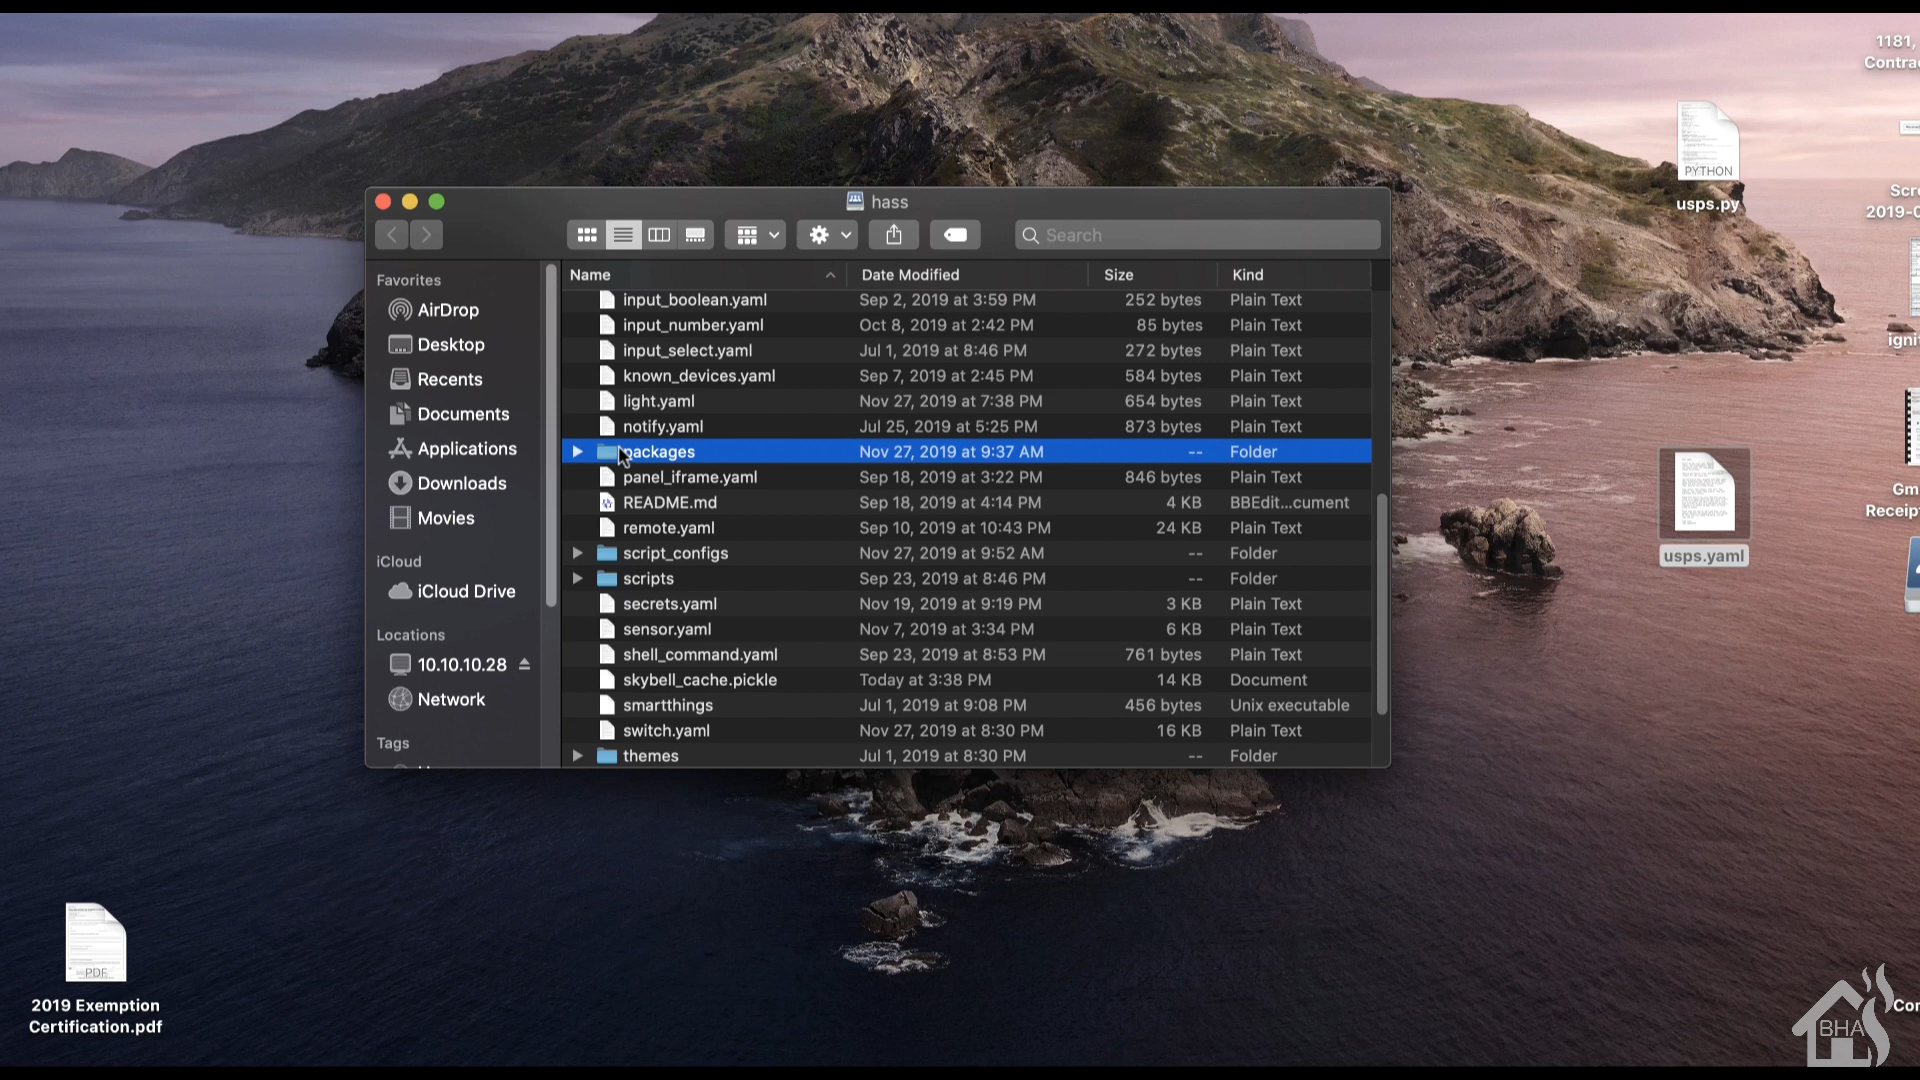 hass
Search
Favorites
AirDrop
Desktop
Recents
Documents
Applications
Downloads
Movies
iCloud
iCloud Drive
Locations
10.10.10.28
Network
Tags
Name Date Modified Size Kind
input_boolean.yaml Sep 2, 2019 at 3:59 PM 252 bytes Plain Text
input_number.yaml Oct 8, 2019 at 2:42 PM 85 bytes Plain Text
input_select.yaml Jul 1, 2019 at 8:46 PM 272 bytes Plain Text
known_devices.yaml Sep 7, 2019 at 2:45 PM 584 bytes Plain Text
light.yaml Nov 27, 2019 at 7:38 PM 654 bytes Plain Text
notify.yaml Jul 25, 2019 at 5:25 PM 873 bytes Plain Text
packages Nov 27, 2019 at 9:37 AM -- Folder
panel_iframe.yaml Sep 18, 2019 at 3:22 PM 846 bytes Plain Text
README.md Sep 18, 2019 at 4:14 PM 4 KB BBEdit...cument
remote.yaml Sep 10, 2019 at 10:43 PM 24 KB Plain Text
script_configs Nov 27, 2019 at 9:52 AM -- Folder
scripts Sep 23, 2019 at 8:46 PM -- Folder
secrets.yaml Nov 19, 2019 at 9:19 PM 3 KB Plain Text
sensor.yaml Nov 7, 2019 at 3:34 PM 6 KB Plain Text
shell_command.yaml Sep 23, 2019 at 8:53 PM 761 bytes Plain Text
skybell_cache.pickle Today at 3:38 PM 14 KB Document
smartthings Jul 1, 2019 at 9:08 PM 456 bytes Unix executable
switch.yaml Nov 27, 2019 at 8:30 PM 16 KB Plain Text
themes Jul 1, 2019 at 8:30 PM -- Folder
PYTHON
usps.py
usps.yaml
1181,
Contra
Scre
2019-
igni
Gm
Receip
PDF
2019 Exemption
Certification.pdf
Con
BHA